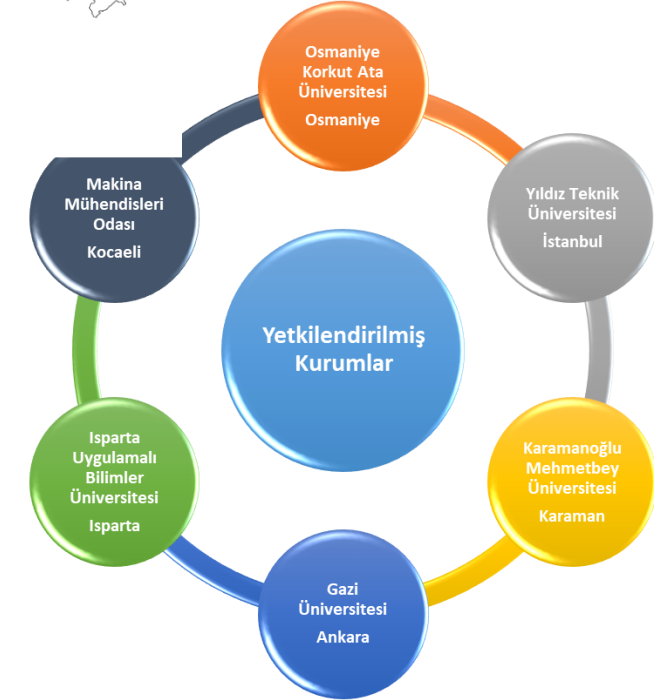 Osmaniye
Korkut Ata
Üniversitesi
Osmaniye
Yıldız Teknik
Üniversitesi
İstanbul
Karamanoğlu
Mehmetbey
Üniversitesi
Karaman
Gazi
Üniversitesi
Ankara
Isparta
Uygulamalı
Bilimler
Üniversitesi
Isparta
Makina
Mühendisleri
Odası
Kocaeli
Yetkilendirilmiş
Kurumlar